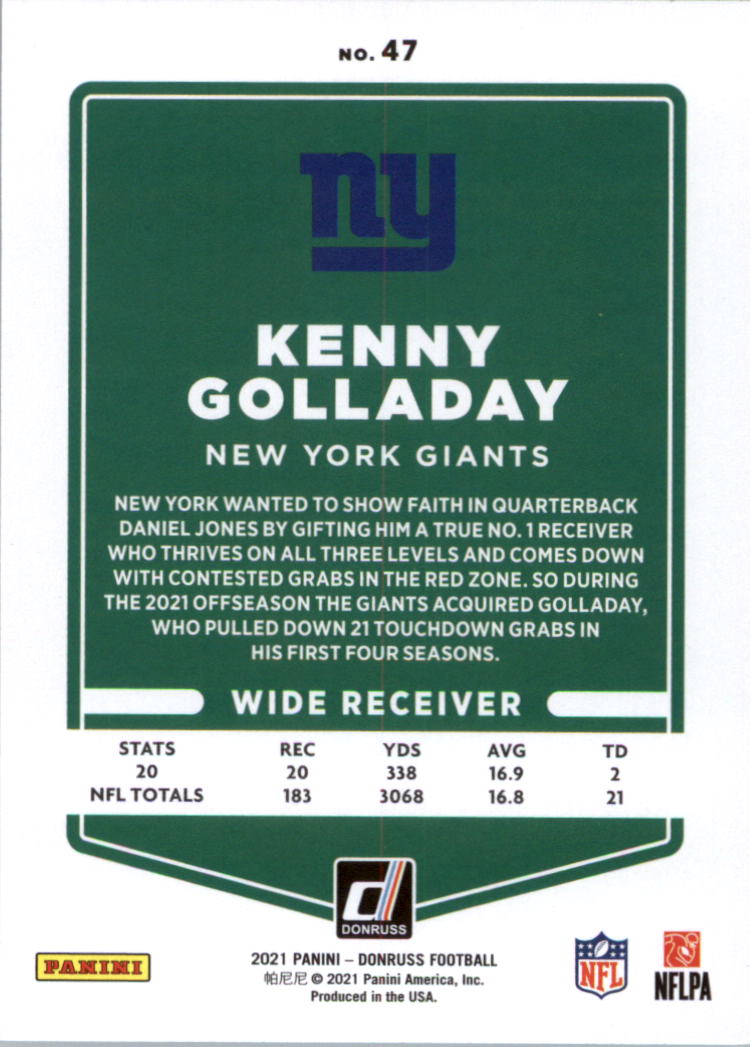 NO. 47
ny
KENNY
GOLLADAY
NEW YORK GIANTS
NEW YORK WANTED TO SHOW FAITH IN QUARTERBACK
DANIEL JONES BY GIFTING HIM A TRUE NO. 1 RECEIVER
WHO THRIVES ON ALL THREE LEVELS AND COMES DOWN
WITH CONTESTED GRABS IN THE RED ZONE. SO DURING
THE 2021 OFFSEASON THE GIANTS ACQUIRED GOLLADAY,
WHO PULLED DOWN 21 TOUCHDOWN GRABS IN
HIS FIRST FOUR SEASONS.
WIDE RECEIVER
STATS REC YDS AVG TD
20 20 338 16.9 2
NFL TOTALS 183 3068 16.8 21
d
DONRUSS
PANINI
2021 PANINI – DONRUSS FOOTBALL
帕尼尼 © 2021 Panini America, Inc.
Produced in the USA.
NFL
NFLPA